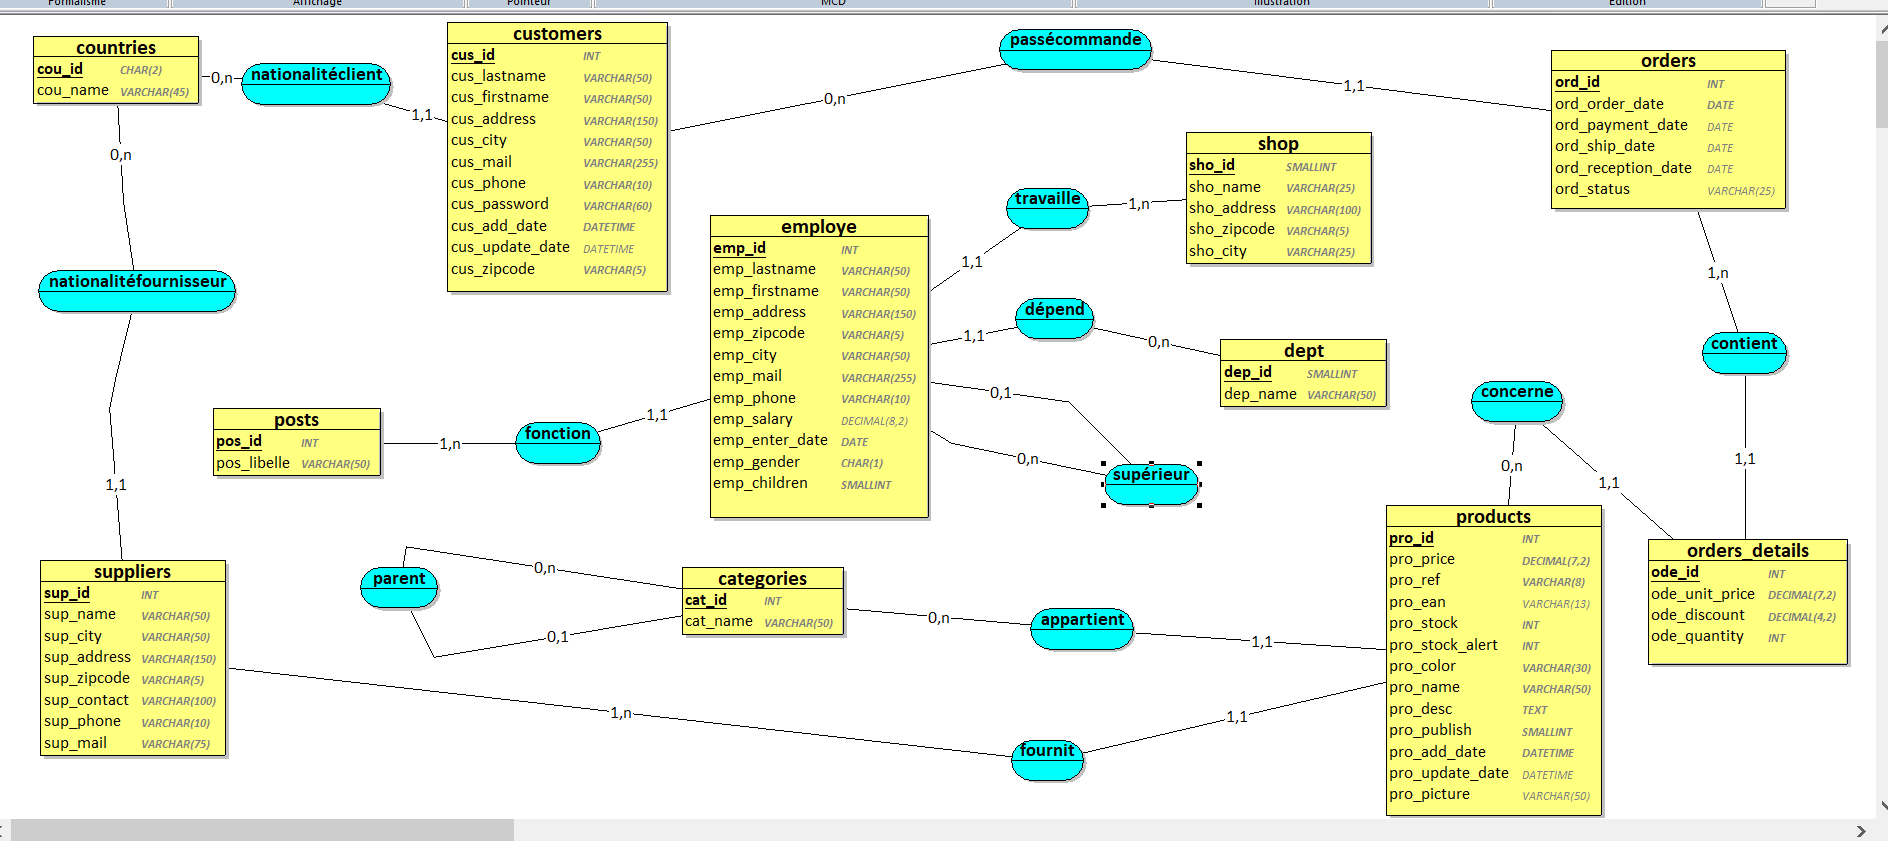 Formalisme
Affichage
Pointeur
MCD
Illustration
Edition
countries
cou_id CHAR(2)
cou_name VARCHAR(45)
0,n
nationalitéclient
1,1
customers
cus_id INT
cus_lastname VARCHAR(50)
cus_firstname VARCHAR(50)
cus_address VARCHAR(150)
cus_city VARCHAR(50)
cus_mail VARCHAR(255)
cus_phone VARCHAR(10)
cus_password VARCHAR(60)
cus_add_date DATETIME
cus_update_date DATETIME
cus_zipcode VARCHAR(5)
0,n
passécommande
1,1
orders
ord_id INT
ord_order_date DATE
ord_payment_date DATE
ord_ship_date DATE
ord_reception_date DATE
ord_status VARCHAR(25)
0,n
nationalitéfournisseur
1,1
shop
sho_id SMALLINT
sho_name VARCHAR(25)
sho_address VARCHAR(100)
sho_zipcode VARCHAR(5)
sho_city VARCHAR(25)
travaille
1,n
1,1
employe
emp_id INT
emp_lastname VARCHAR(50)
emp_firstname VARCHAR(50)
emp_address VARCHAR(150)
emp_zipcode VARCHAR(5)
emp_city VARCHAR(50)
emp_mail VARCHAR(255)
emp_phone VARCHAR(10)
emp_salary DECIMAL(8,2)
emp_enter_date DATE
emp_gender CHAR(1)
emp_children SMALLINT
1,1
dépend
0,n
dept
dep_id SMALLINT
dep_name VARCHAR(50)
0,1
0,n
supérieur
1,n
contient
1,1
concerne
0,n
1,1
posts
pos_id INT
pos_libelle VARCHAR(50)
1,n
fonction
1,1
suppliers
sup_id INT
sup_name VARCHAR(50)
sup_city VARCHAR(50)
sup_address VARCHAR(150)
sup_zipcode VARCHAR(5)
sup_contact VARCHAR(100)
sup_phone VARCHAR(10)
sup_mail VARCHAR(75)
parent
0,n
0,1
categories
cat_id INT
cat_name VARCHAR(50)
0,n
appartient
1,1
products
pro_id INT
pro_price DECIMAL(7,2)
pro_ref VARCHAR(8)
pro_ean VARCHAR(13)
pro_stock INT
pro_stock_alert INT
pro_color VARCHAR(30)
pro_name VARCHAR(50)
pro_desc TEXT
pro_publish SMALLINT
pro_add_date DATETIME
pro_update_date DATETIME
pro_picture VARCHAR(50)
orders_details
ode_id INT
ode_unit_price DECIMAL(7,2)
ode_discount DECIMAL(4,2)
ode_quantity INT
1,n
fournit
1,1